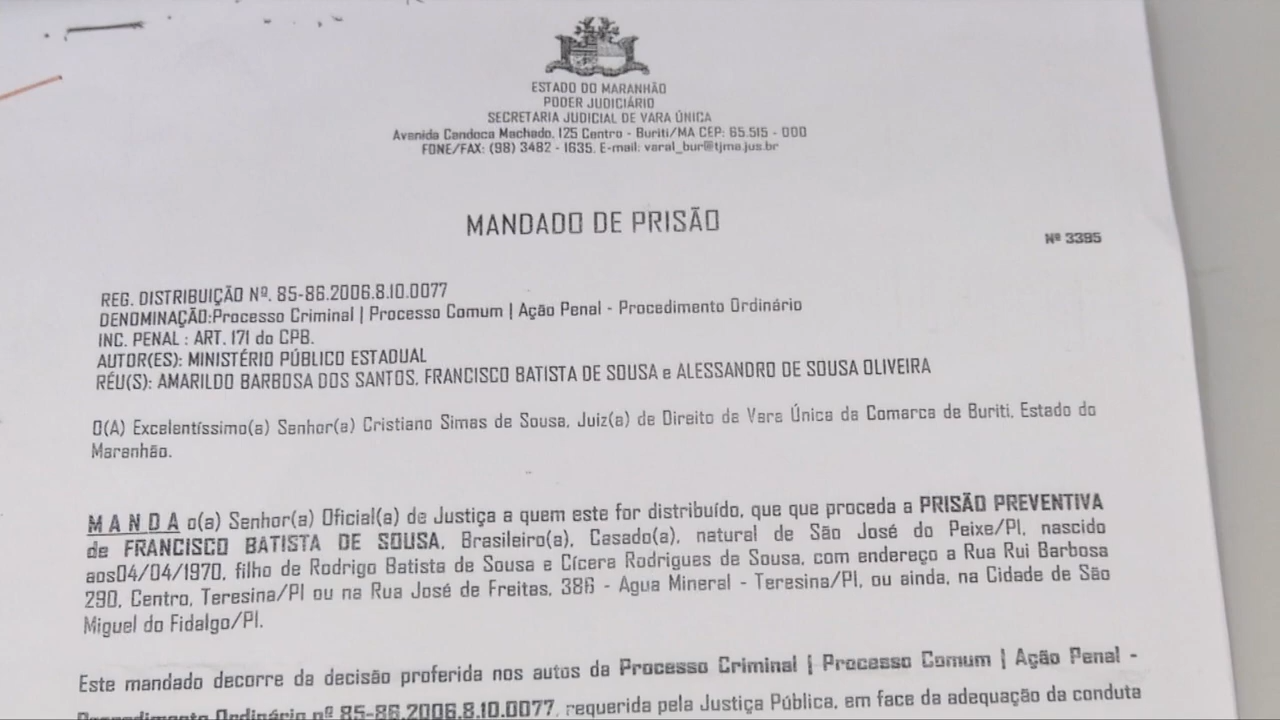 ESTADO DO MARANHÃO
PODER JUDICIÁRIO
SECRETARIA JUDICIAL DE VARA ÚNICA
Avenida Candoca Machado, 125 Centro - Buriti/MA CEP: 65.515 - 000
FONE/FAX: (98) 3482 - 1635. E-mail: vara1_bur@tjma.jus.br
MANDADO DE PRISÃO
Nº 3395
REG. DISTRIBUIÇÃO Nº. 85-86.2006.8.10.0077
DENOMINAÇÃO:Processo Criminal | Processo Comum | Ação Penal - Procedimento Ordinário
INC. PENAL : ART. 171 do CPB.
AUTOR(ES): MINISTÉRIO PÚBLICO ESTADUAL
RÉU(S): AMARILDO BARBOSA DOS SANTOS, FRANCISCO BATISTA DE SOUSA e ALESSANDRO DE SOUSA OLIVEIRA
O(A) Excelentíssimo(a) Senhor(a) Cristiano Simas de Sousa, Juiz(a) de Direito da Vara Única da Comarca de Buriti, Estado do
Maranhão.
M A N D A o(a) Senhor(a) Oficial(a) de Justiça a quem este for distribuído, que que proceda a PRISÃO PREVENTIVA
de FRANCISCO BATISTA DE SOUSA, Brasileiro(a), Casado(a), natural de São José do Peixe/PI, nascido
aos04/04/1970, filho de Rodrigo Batista de Sousa e Cícera Rodrigues de Sousa, com endereço a Rua Rui Barbosa
290, Centro, Teresina/PI ou na Rua José de Freitas, 386 - Agua Mineral - Teresina/PI, ou ainda, na Cidade de São
Miguel do Fidalgo/PI.
Este mandado decorre da decisão proferida nos autos da Processo Criminal | Processo Comum | Ação Penal -
Procedimento Ordinário nº 85-86.2006.8.10.0077, requerida pela Justiça Pública, em face da adequação da conduta